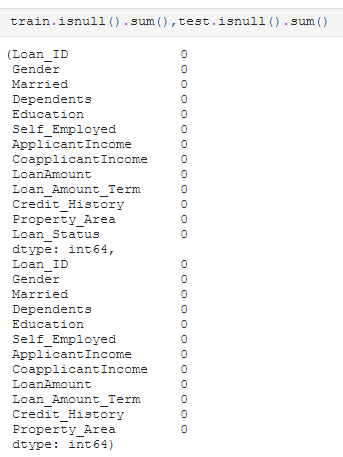 train.isnull().sum(),test.isnull().sum()
(Loan_ID 0
Gender 0
Married 0
Dependents 0
Education 0
Self_Employed 0
ApplicantIncome 0
CoapplicantIncome 0
LoanAmount 0
Loan_Amount_Term 0
Credit_History 0
Property_Area 0
Loan_Status 0
dtype: int64,
Loan_ID 0
Gender 0
Married 0
Dependents 0
Education 0
Self_Employed 0
ApplicantIncome 0
CoapplicantIncome 0
LoanAmount 0
Loan_Amount_Term 0
Credit_History 0
Property_Area 0
dtype: int64)